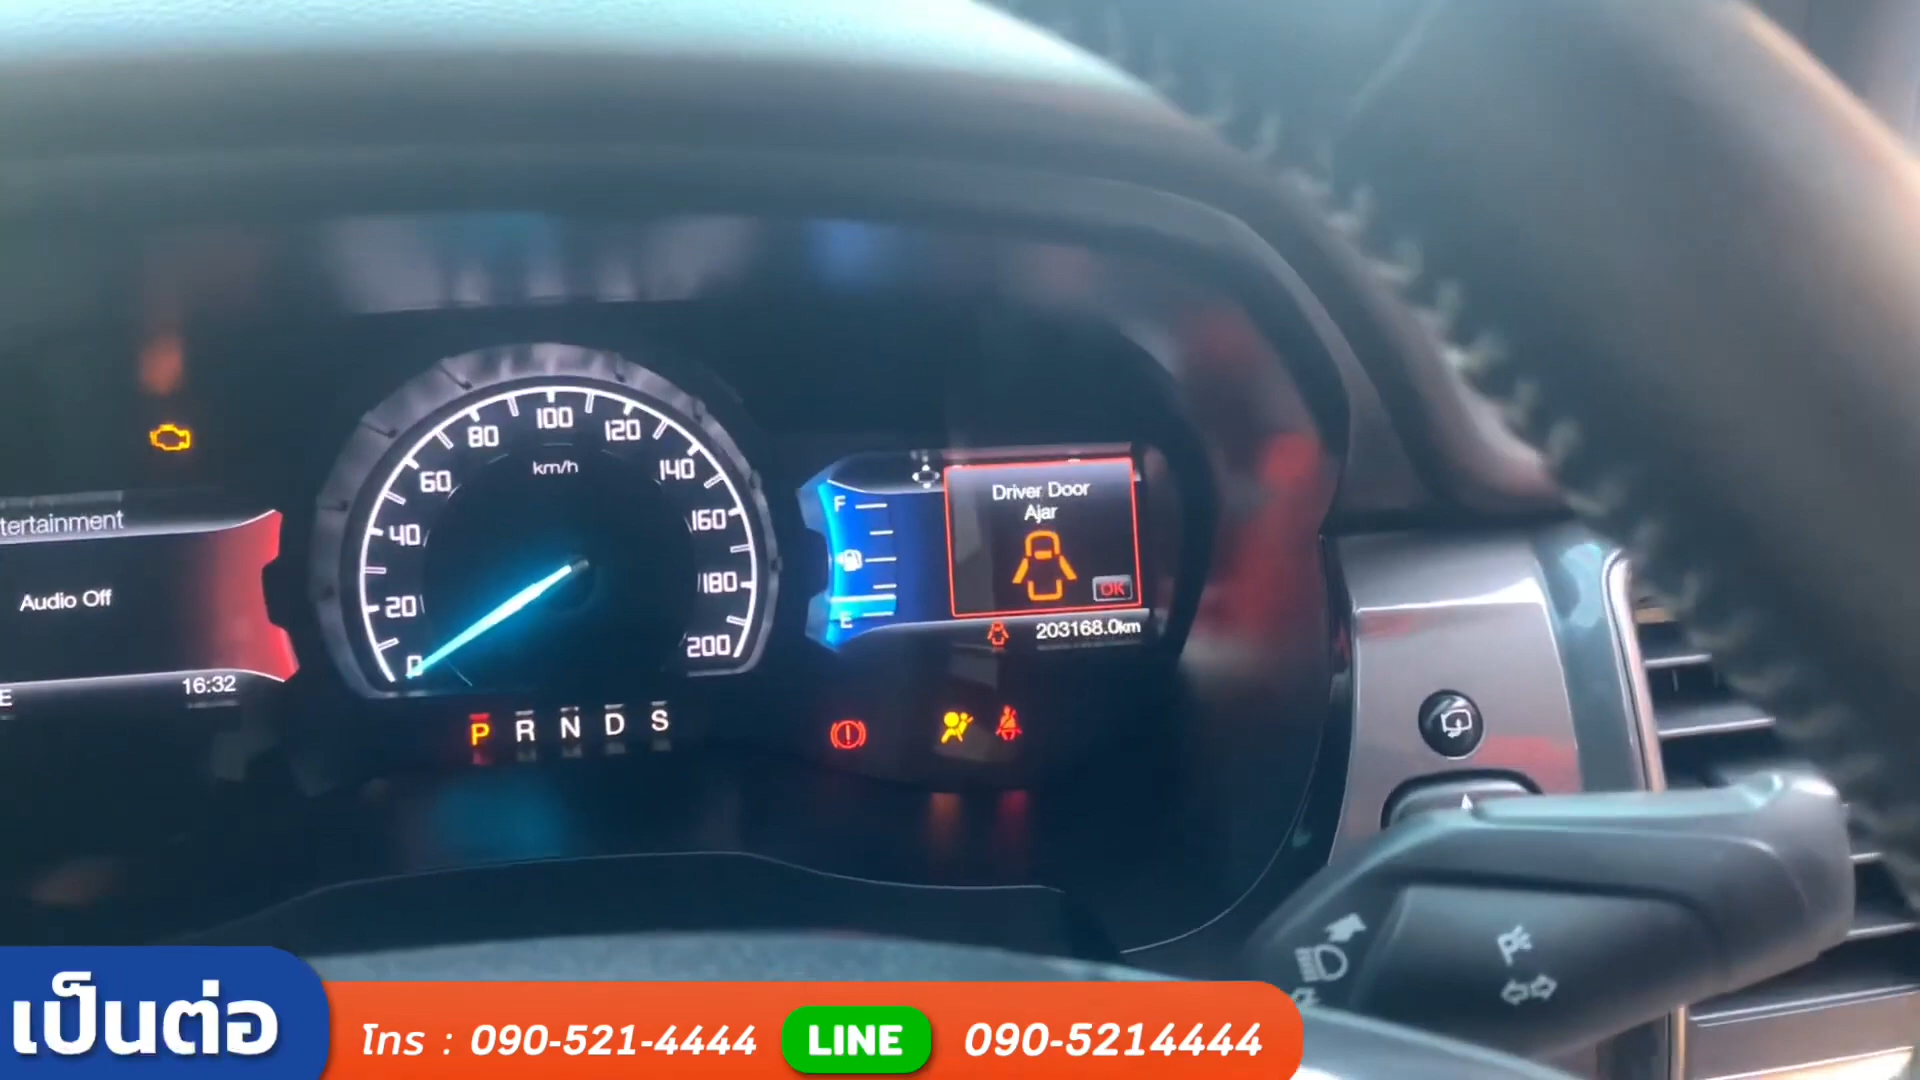 tertainment
Audio Off
E
16:32
0
20
40
60
80
100
120
140
160
180
200
km/h
P R N D S
F
E
Driver Door
Ajar
OK
203168.0km
เป็นต่อ
โทร : 090-521-4444
LINE
090-5214444